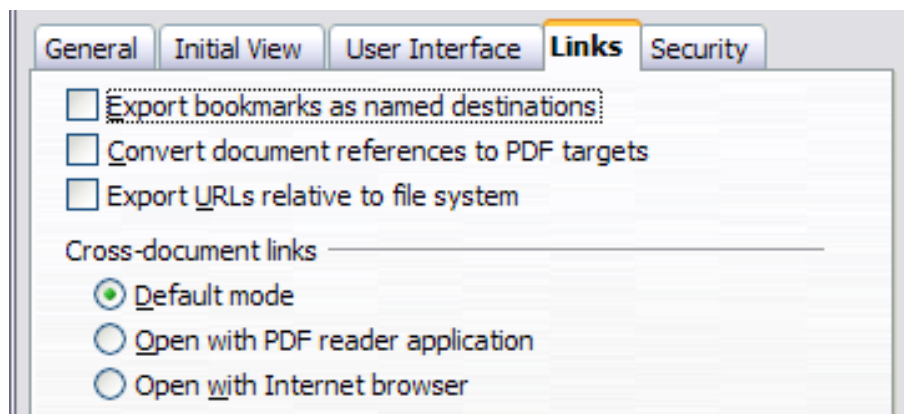 General Initial View User Interface Links Security
Export bookmarks as named destinations
Convert document references to PDF targets
Export URLs relative to file system
Cross-document links
Default mode
Open with PDF reader application
Open with Internet browser